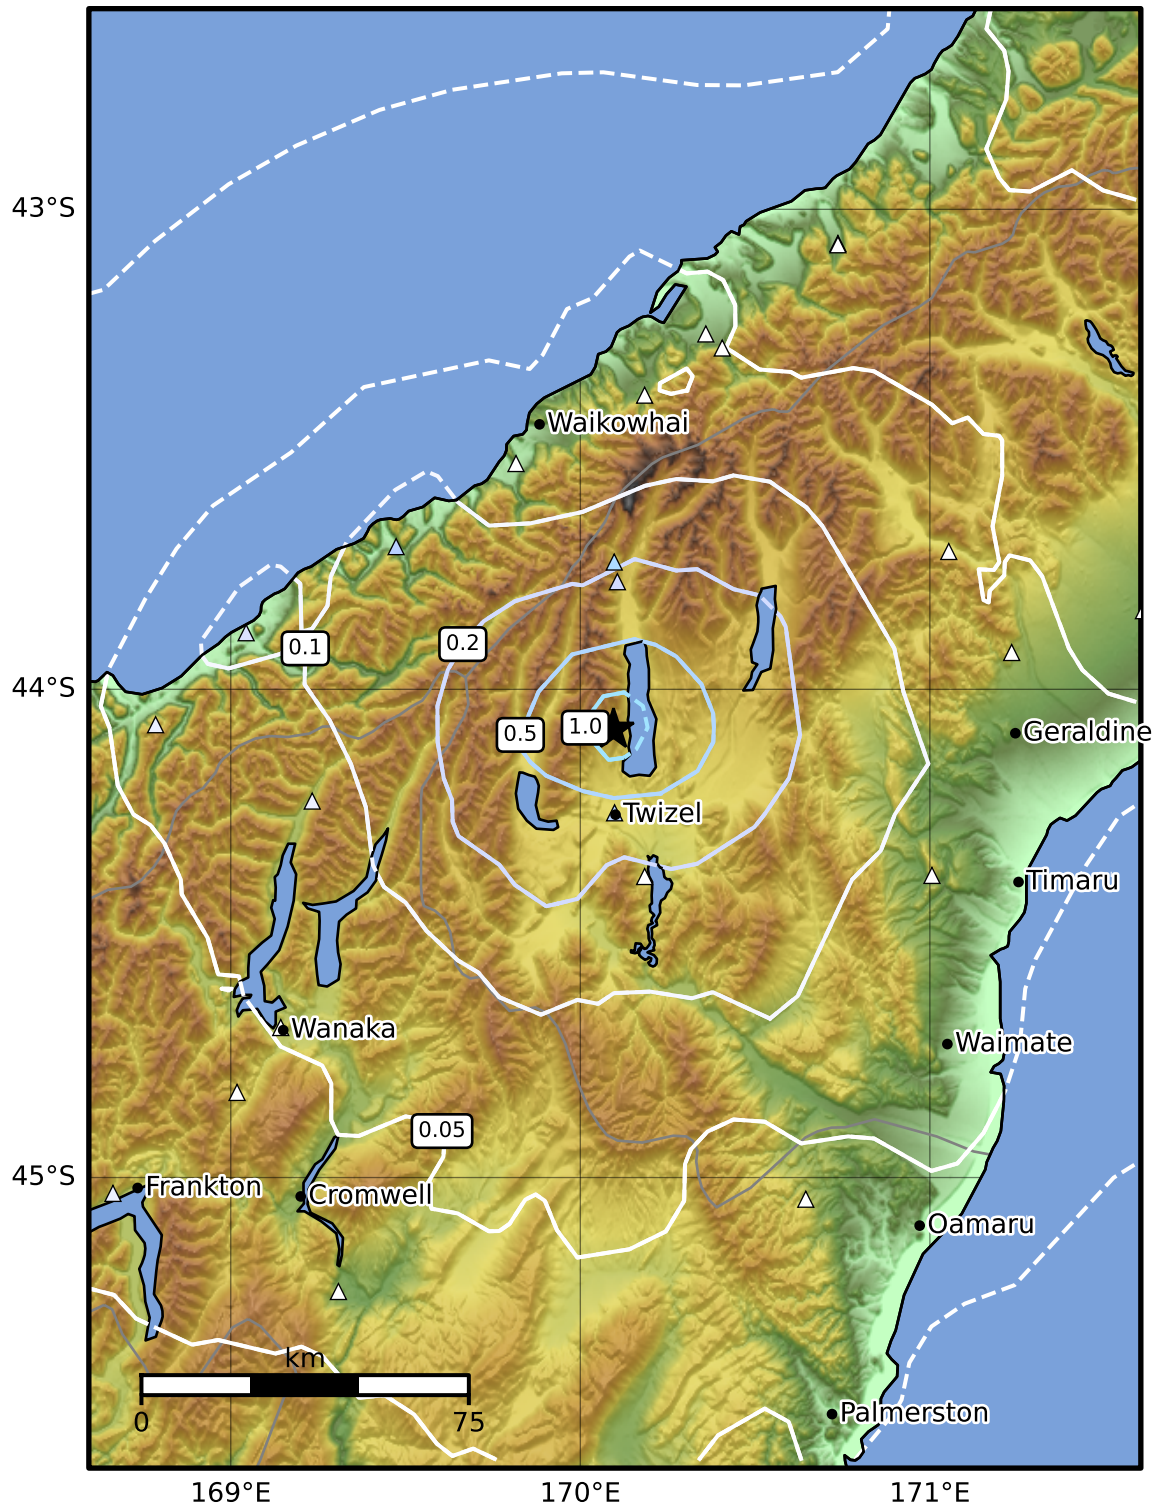 43°S
Waikowhai
0.1
0.2
44°S
0.5
1.0
Geraldine
Twizel
Timaru
Wanaka
Waimate
0.05
45°S
Frankton
Cromwell
Oamaru
km
0
75
Palmerston
169°E
170°E
171°E